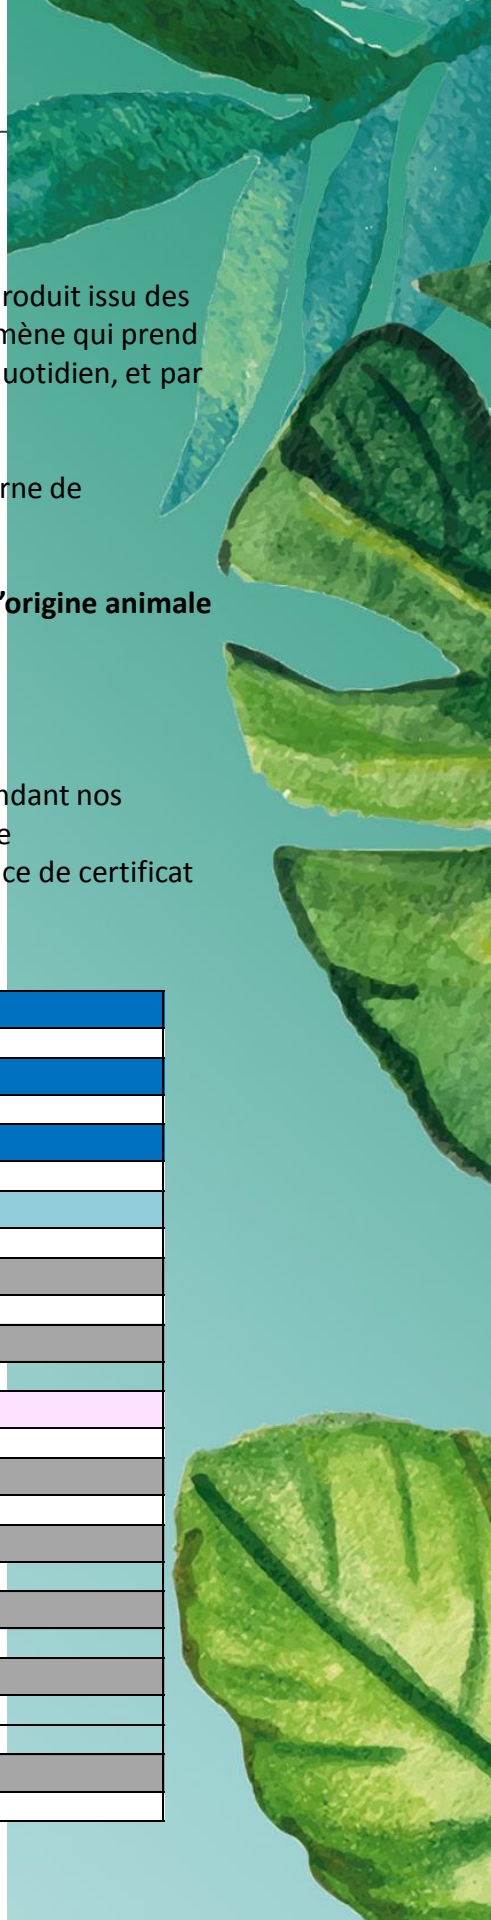 roduit issu des
mène qui prend
uotidien, et par
rne de
'origine animale
ndant nos
e
ce de certificat